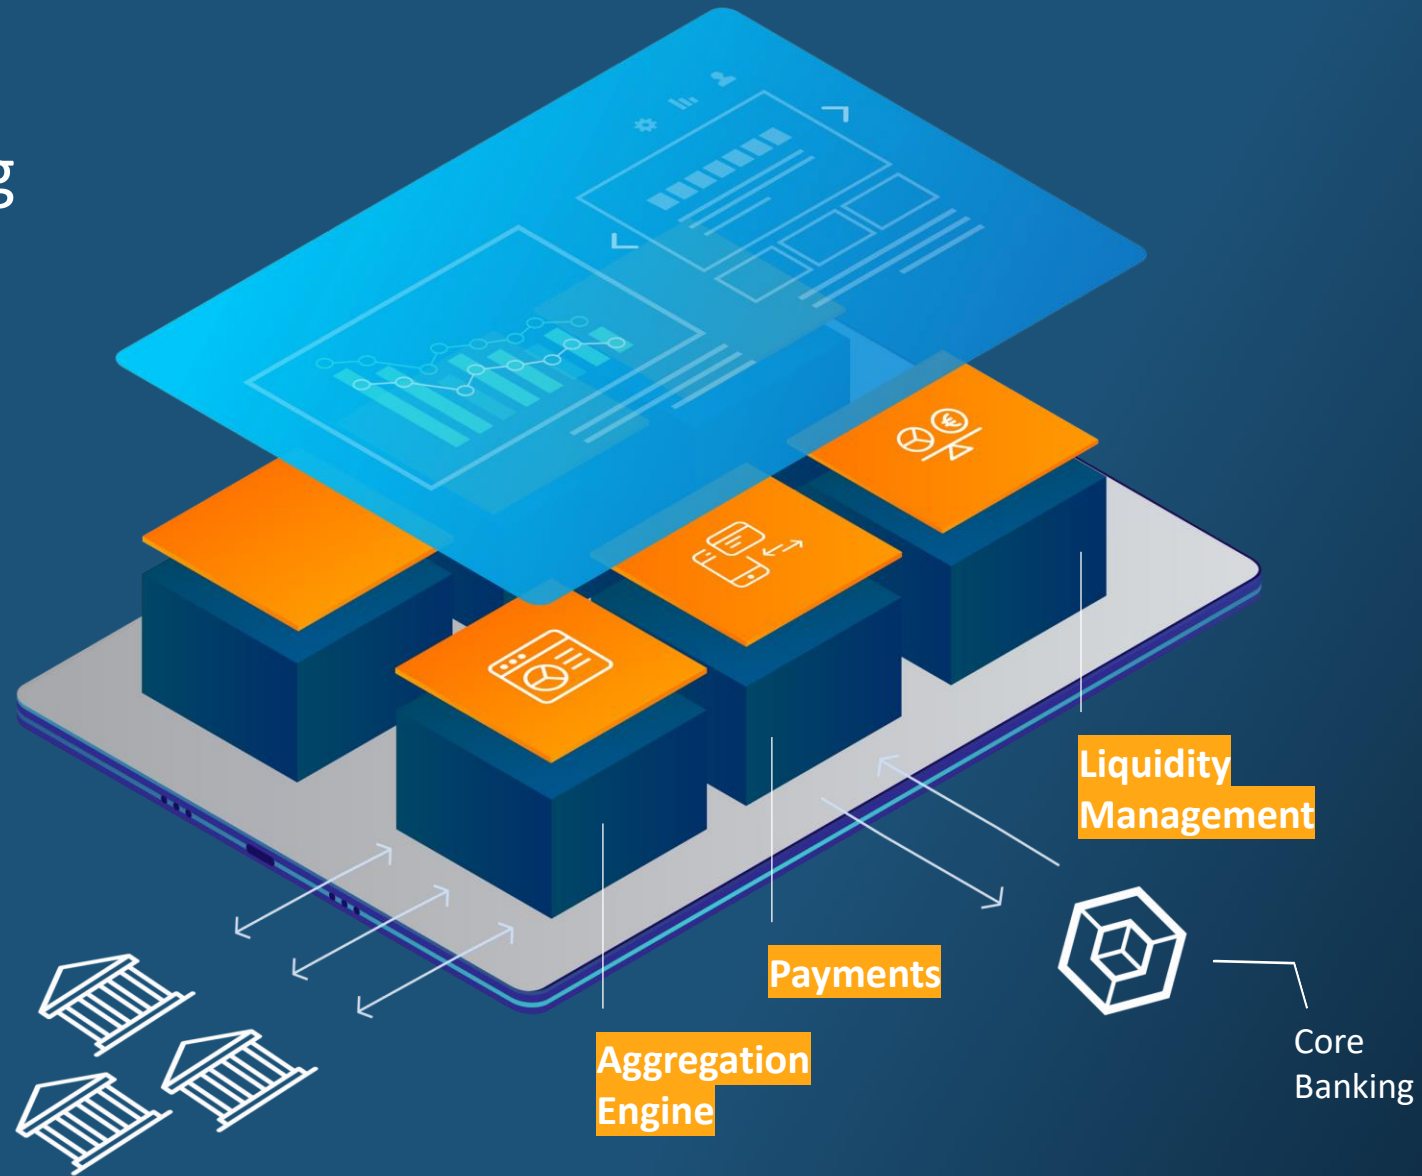 Liquidity
Management
Payments
Core
Banking
Aggregation
Engine